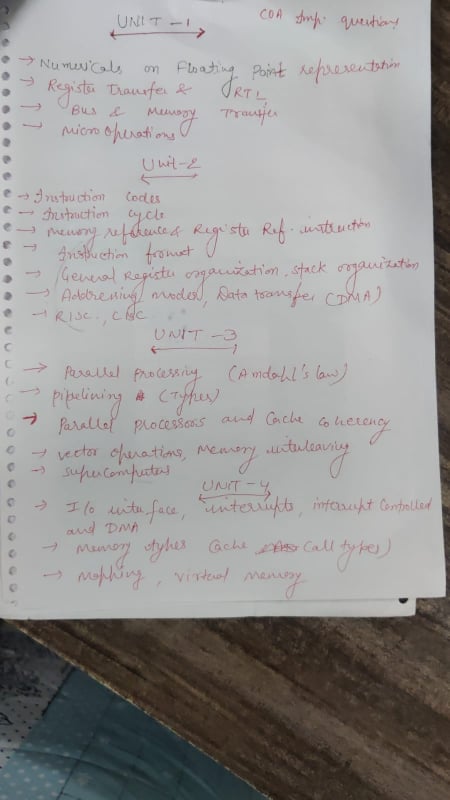 UNIT - 1 COA Imp. questions
→ Numericals on Floating Point representation
→ Register Transfer & RTL
→ Bus & Memory Transfer
→ Micro Operations
Unit-2
→ Instruction Codes
→ Instruction cycle
→ Memory reference & Register Ref. instruction
→ Instruction format
→ General Register organization, stack organization
→ Addressing modes, Data transfer (DMA)
→ RISC, CISC
UNIT - 3
→ Parallel processing (Amdahl's law)
→ pipelining (Types)
→ Parallel processors and Cache coherency
→ vector operations, Memory interleaving
→ supercomputers
UNIT - 4
→ I/o interface, interrupts, interrupt controlled
and DMA
→ Memory types Cache (all types)
→ Mapping, virtual memory